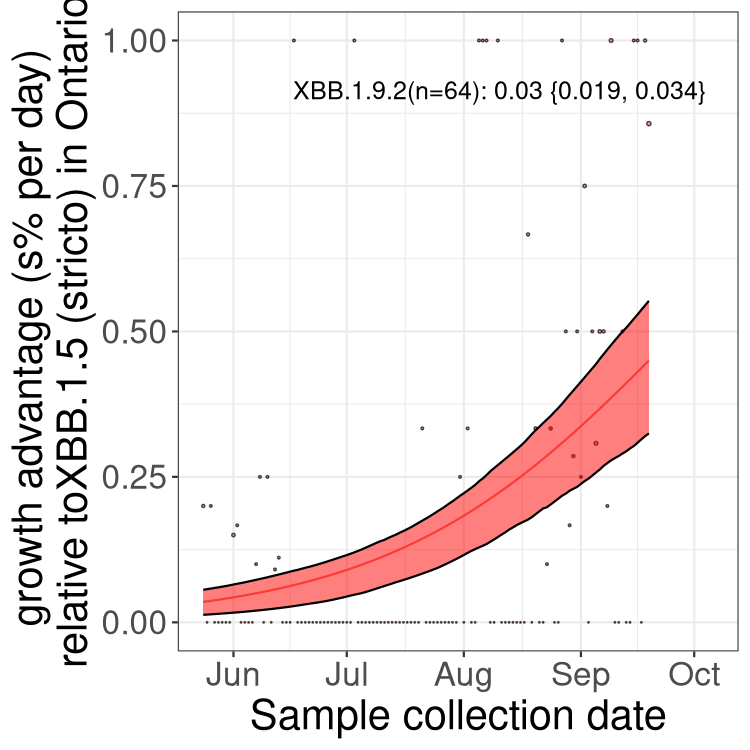 growth advantage (s% per day)
relative toXBB.1.5 (stricto) in Ontario
1.00
0.75
0.50
0.25
0.00
XBB.1.9.2(n=64): 0.03 {0.019, 0.034}
Jun Jul Aug Sep Oct
Sample collection date